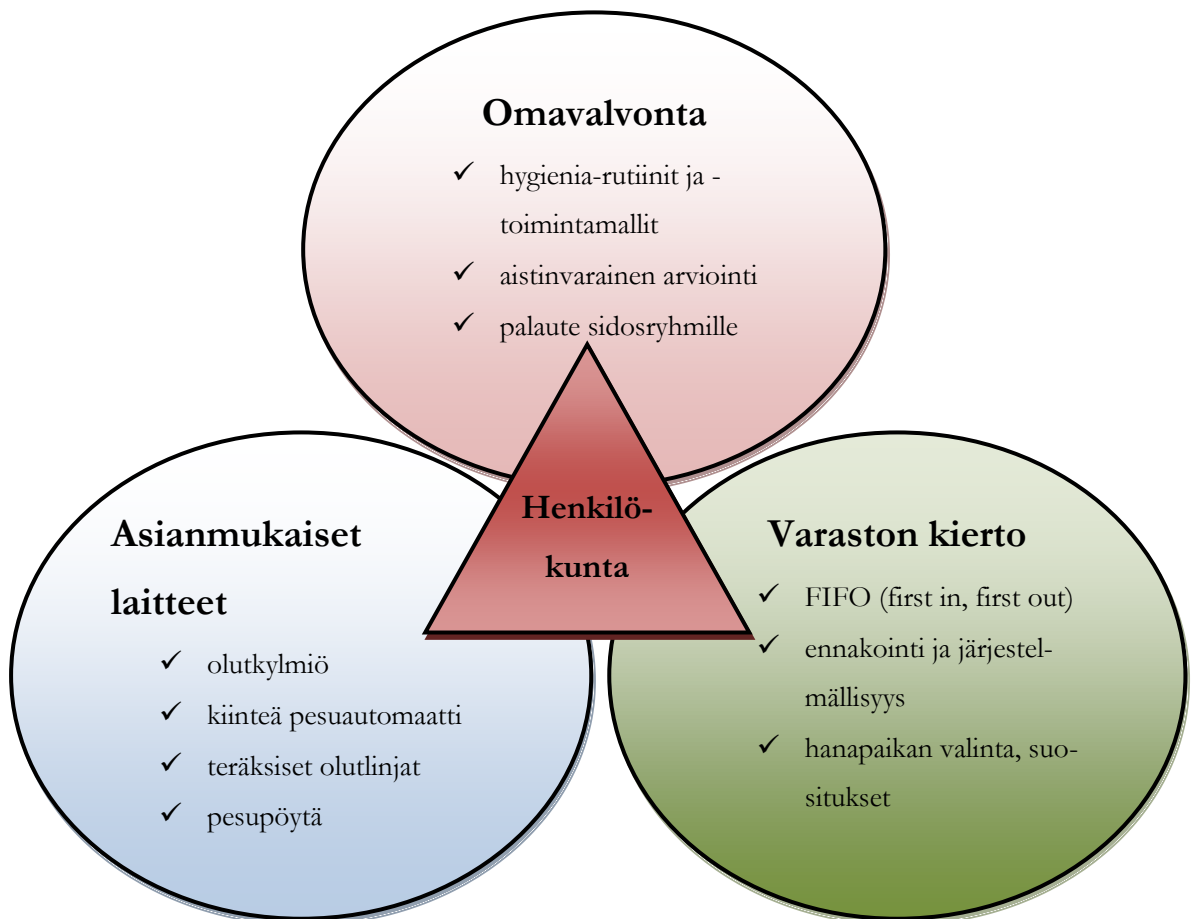 Omavalvonta
✓ hygienia-rutiinit ja -
toimintamallit
✓ aistinvarainen arviointi
✓ palaute sidosryhmille
Henkilö-
kunta
Asianmukaiset
laitteet
✓ olutkylmiö
✓ kiinteä pesuautomaatti
✓ teräksiset olutlinjat
✓ pesupöytä
Varaston kierto
✓ FIFO (first in, first out)
✓ ennakointi ja järjestel-
mällisyys
✓ hanapaikan valinta, suo-
situkset